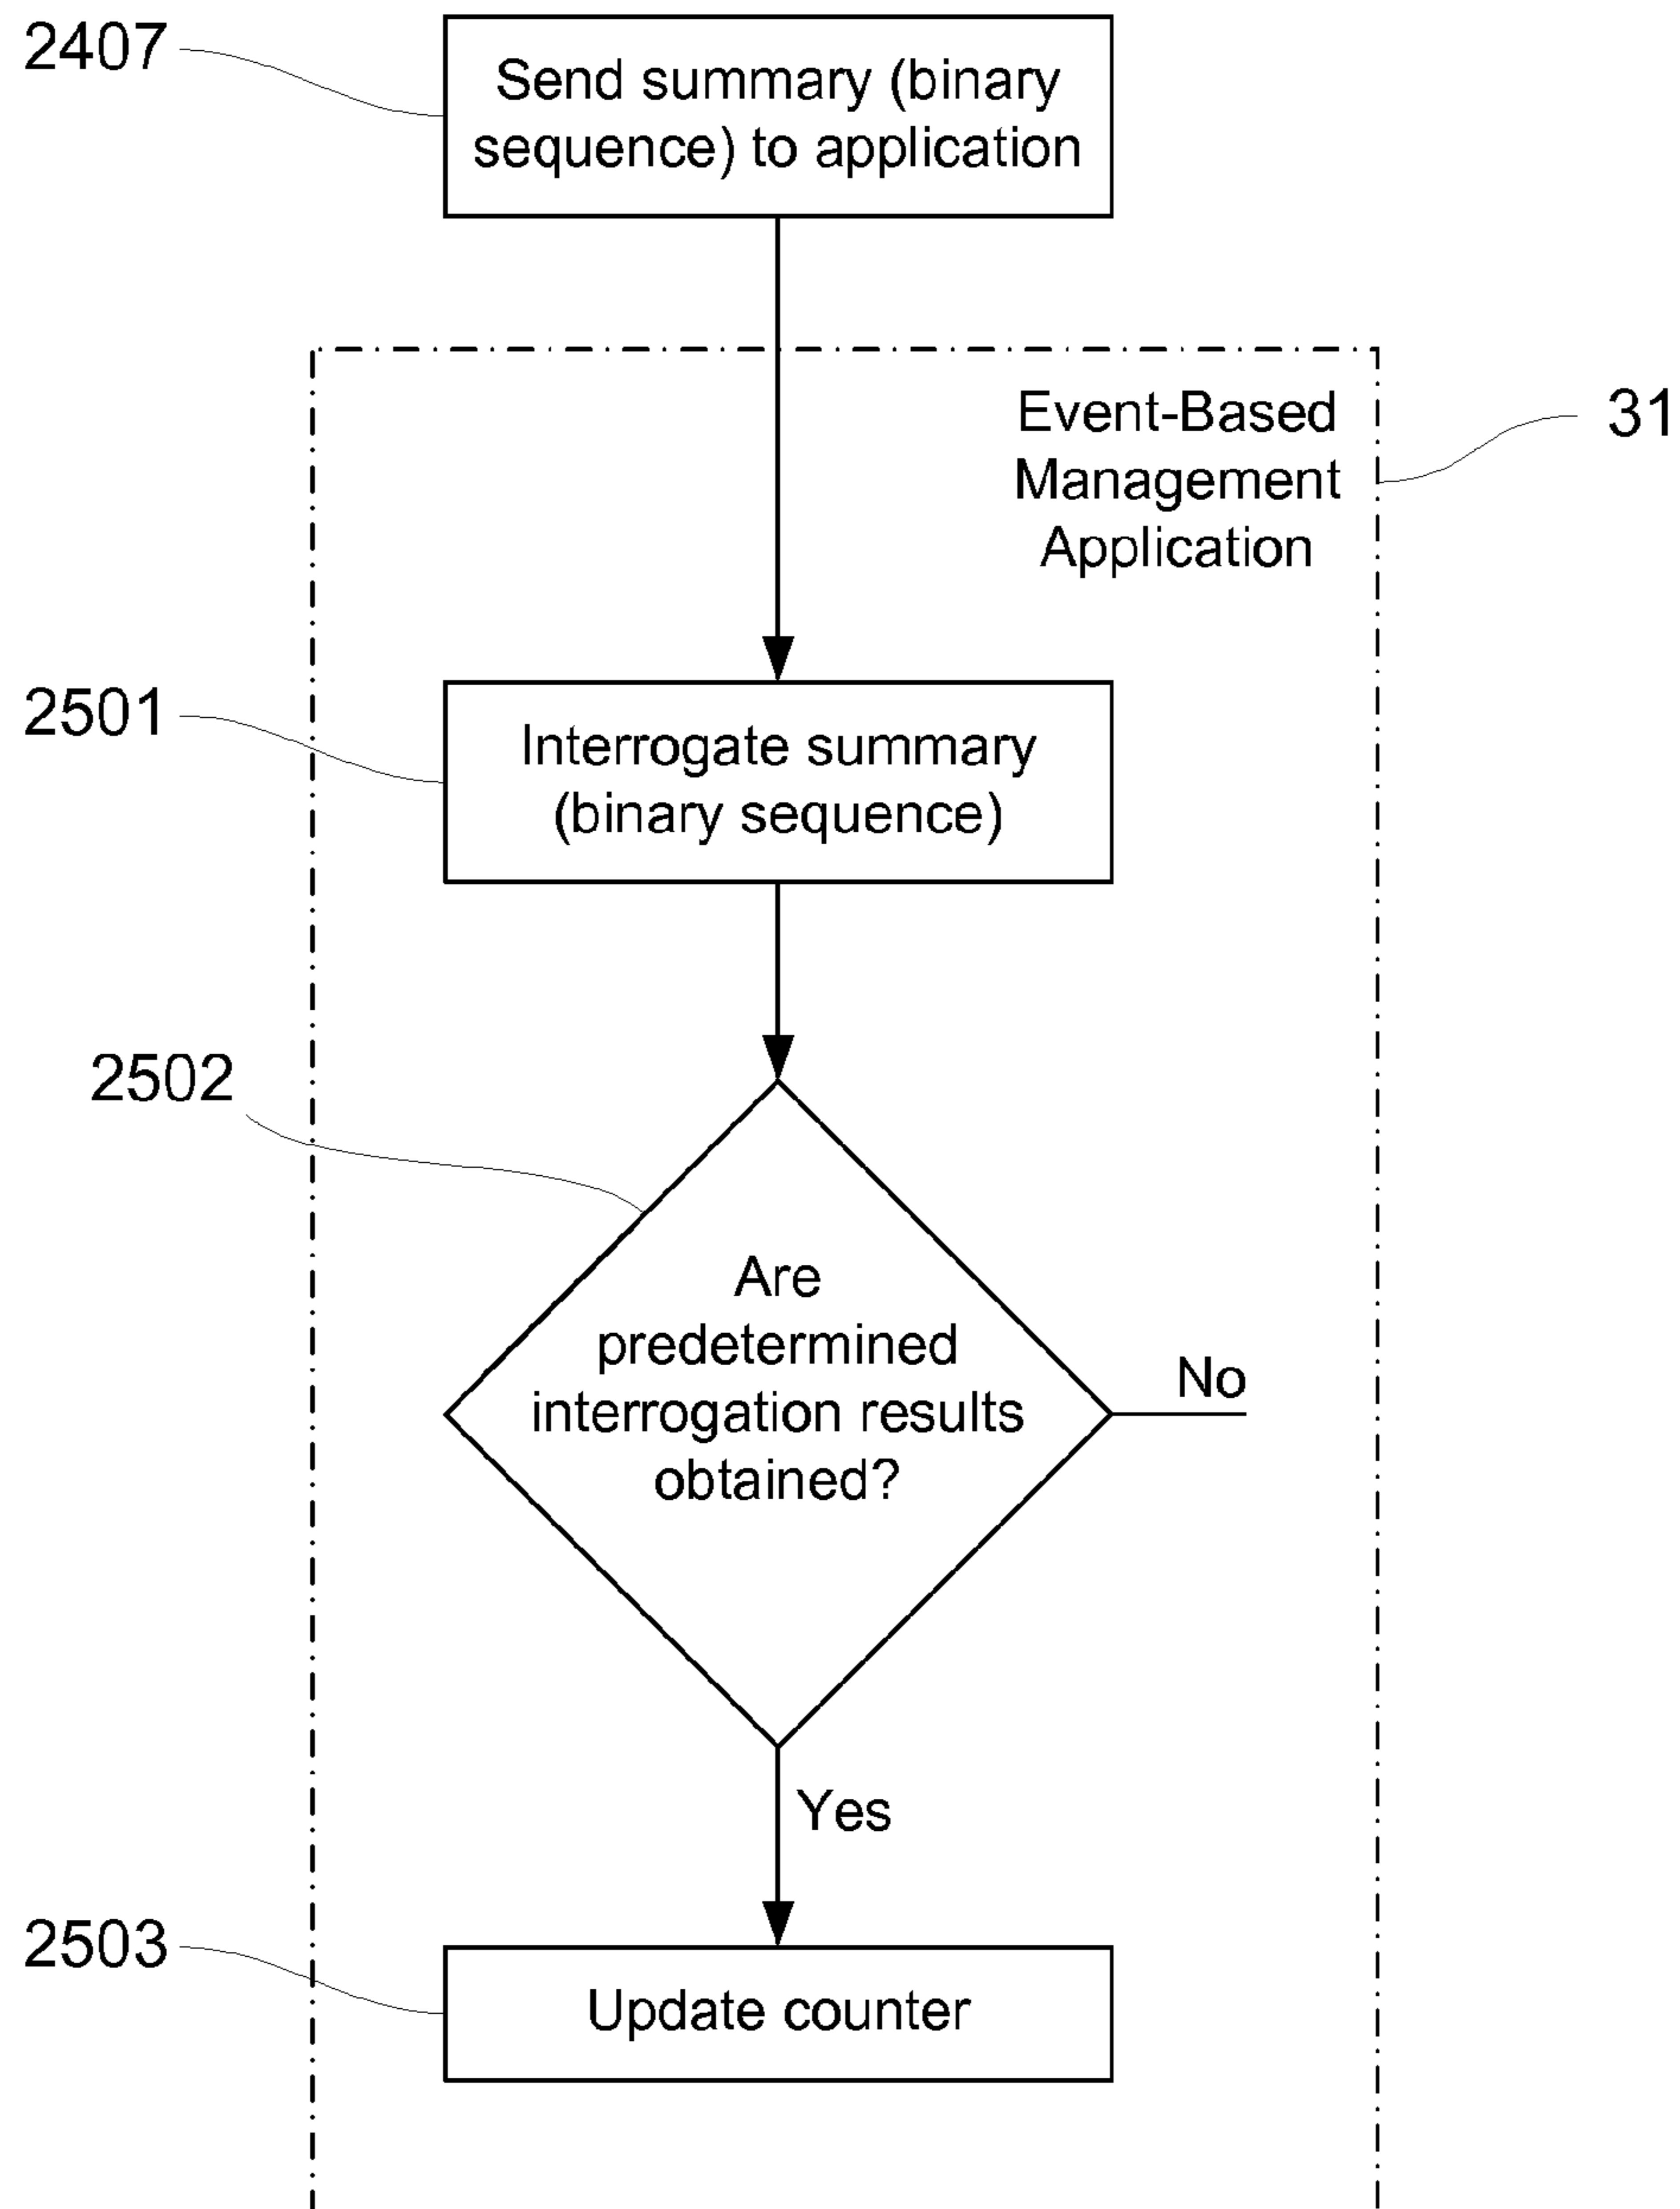 2407
Send summary (binary
sequence) to application
Event-Based
Management
Application
31
2501
Interrogate summary
(binary sequence)
2502
Are
predetermined
interrogation results
obtained?
No
Yes
2503
Update counter